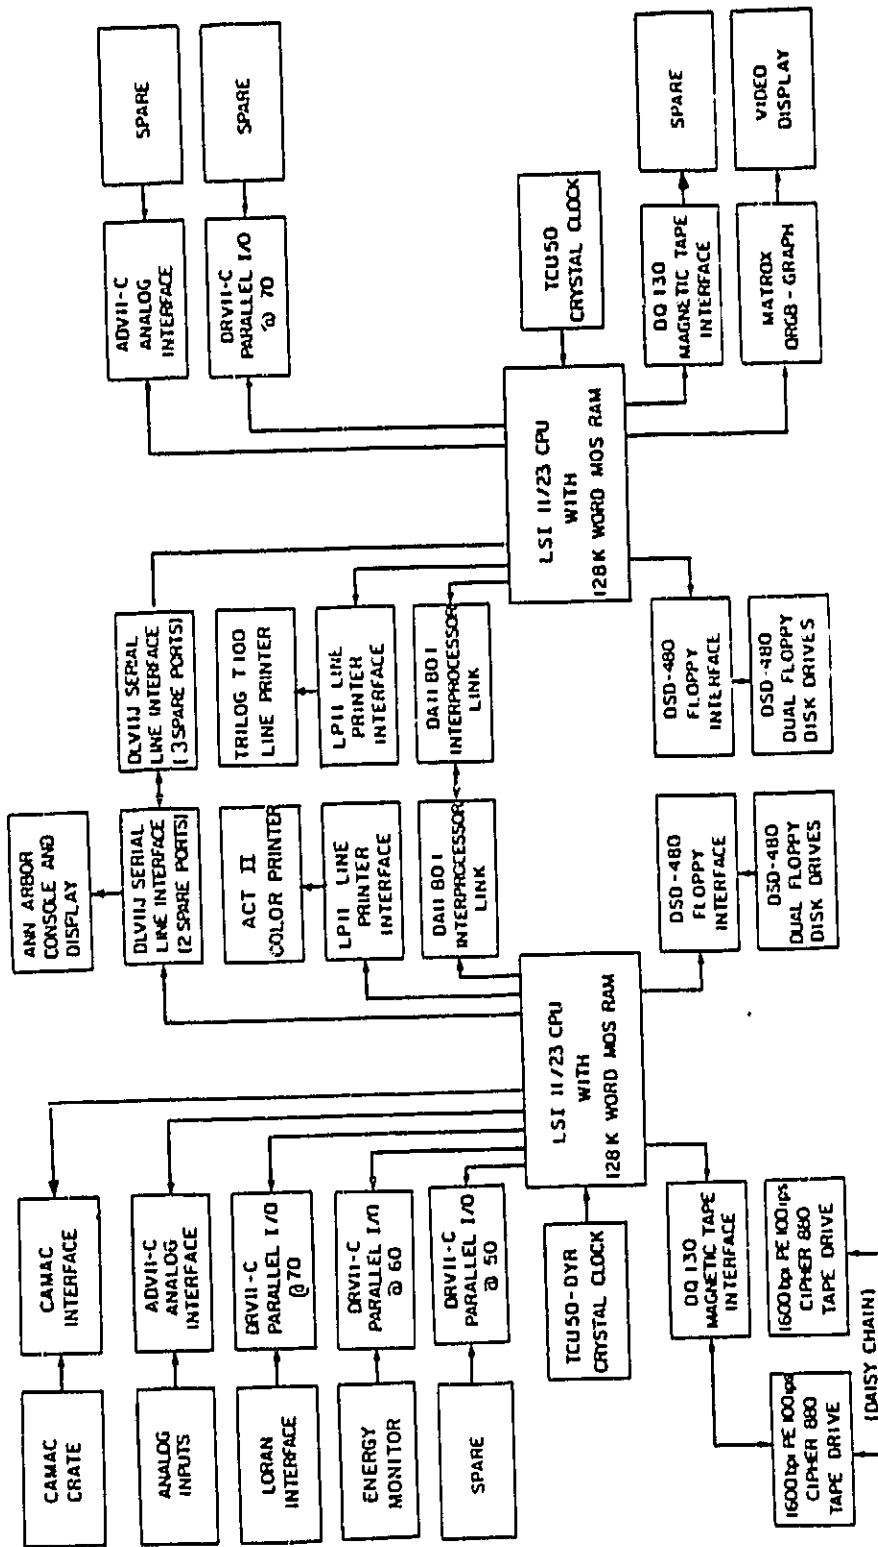 CAMAC
CRATE
CAMAC
INTERFACE
ANALOG
INPUTS
ADV11-C
ANALOG
INTERFACE
LORAN
INTERFACE
DRV11-C
PARALLEL I/O
@ 70
ENERGY
MONITOR
DRV11-C
PARALLEL I/O
@ 60
SPARE
DRV11-C
PARALLEL I/O
@ 50
TCU50-DYR
CRYSTAL CLOCK
LSI 11/23 CPU
WITH
128K WORD MOS RAM
DQ 130
MAGNETIC TAPE
INTERFACE
1600 bpi PE 100 ips
CIPHER 880
TAPE DRIVE
1600 bpi PE 100 ips
CIPHER 880
TAPE DRIVE
(DAISY CHAIN)
ANN ARBOR
CONSOLE AND
DISPLAY
DLV11J SERIAL
LINE INTERFACE
(2 SPARE PORTS)
DLV11J SERIAL
LINE INTERFACE
(3 SPARE PORTS)
ACT II
COLOR PRINTER
TRILOG T100
LINE PRINTER
LP11 LINE
PRINTER
INTERFACE
LP11 LINE
PRINTER
INTERFACE
DA11 BO1
INTERPROCESSOR
LINK
DA11 BO1
INTERPROCESSOR
LINK
DSD-480
FLOPPY
INTERFACE
DSD-480
DUAL FLOPPY
DISK DRIVES
DSD-480
FLOPPY
INTERFACE
DSD-480
DUAL FLOPPY
DISK DRIVES
LSI 11/23 CPU
WITH
128K WORD MOS RAM
ADV11-C
ANALOG
INTERFACE
SPARE
DRV11-C
PARALLEL I/O
@ 70
SPARE
TCU50
CRYSTAL CLOCK
DQ 130
MAGNETIC TAPE
INTERFACE
SPARE
MATROX
QRGB-GRAPH
VIDEO
DISPLAY